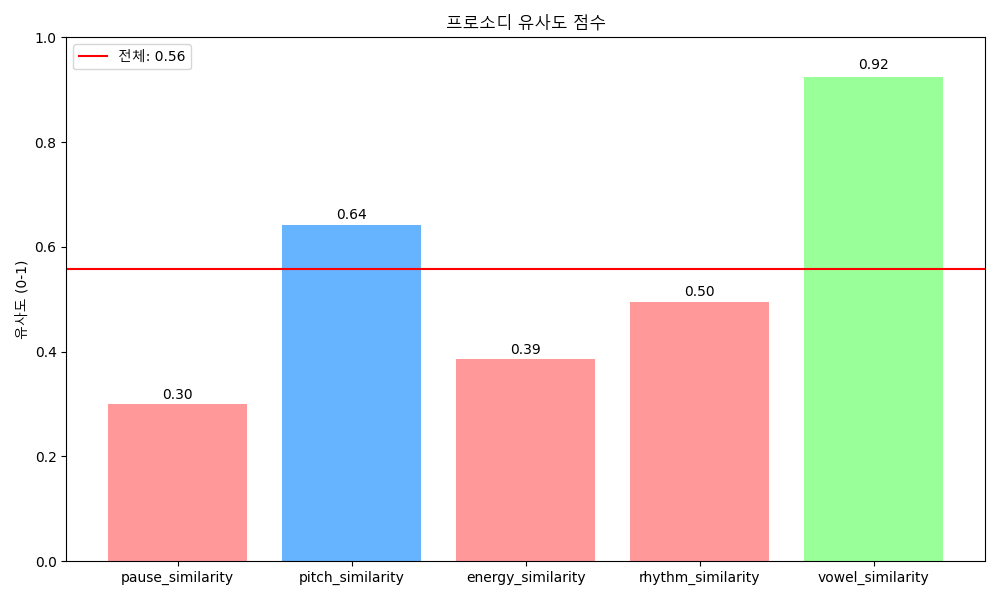 프로소디 유사도 점수
전체: 0.56
유사도 (0-1)
1.0
0.8
0.6
0.4
0.2
0.0
0.30
0.64
0.39
0.50
0.92
pause_similarity
pitch_similarity
energy_similarity
rhythm_similarity
vowel_similarity